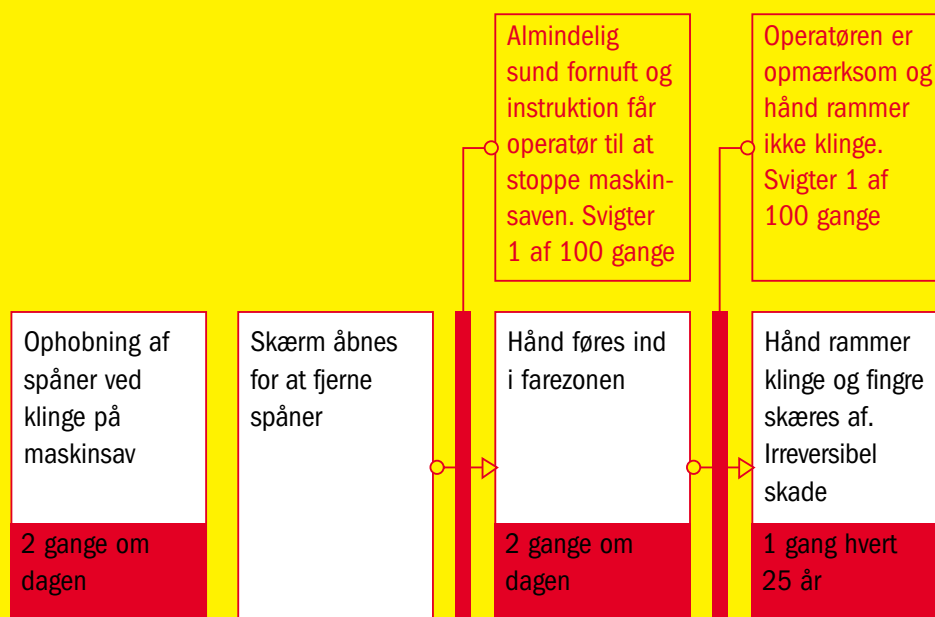 Almindelig
sund fornuft og
instruktion får
operatør til at
stoppe maskin-
saven. Svigter
1 af 100 gange
Operatøren er
opmærksom og
hånd rammer
ikke klinge.
Svigter 1 af
100 gange
Ophobning af
spåner ved
klinge på
maskinsav
2 gange om
dagen
Skærm åbnes
for at fjerne
spåner
Hånd føres ind
i farezonen
2 gange om
dagen
Hånd rammer
klinge og fingre
skæres af.
Irreversibel
skade
1 gang hvert
25 år